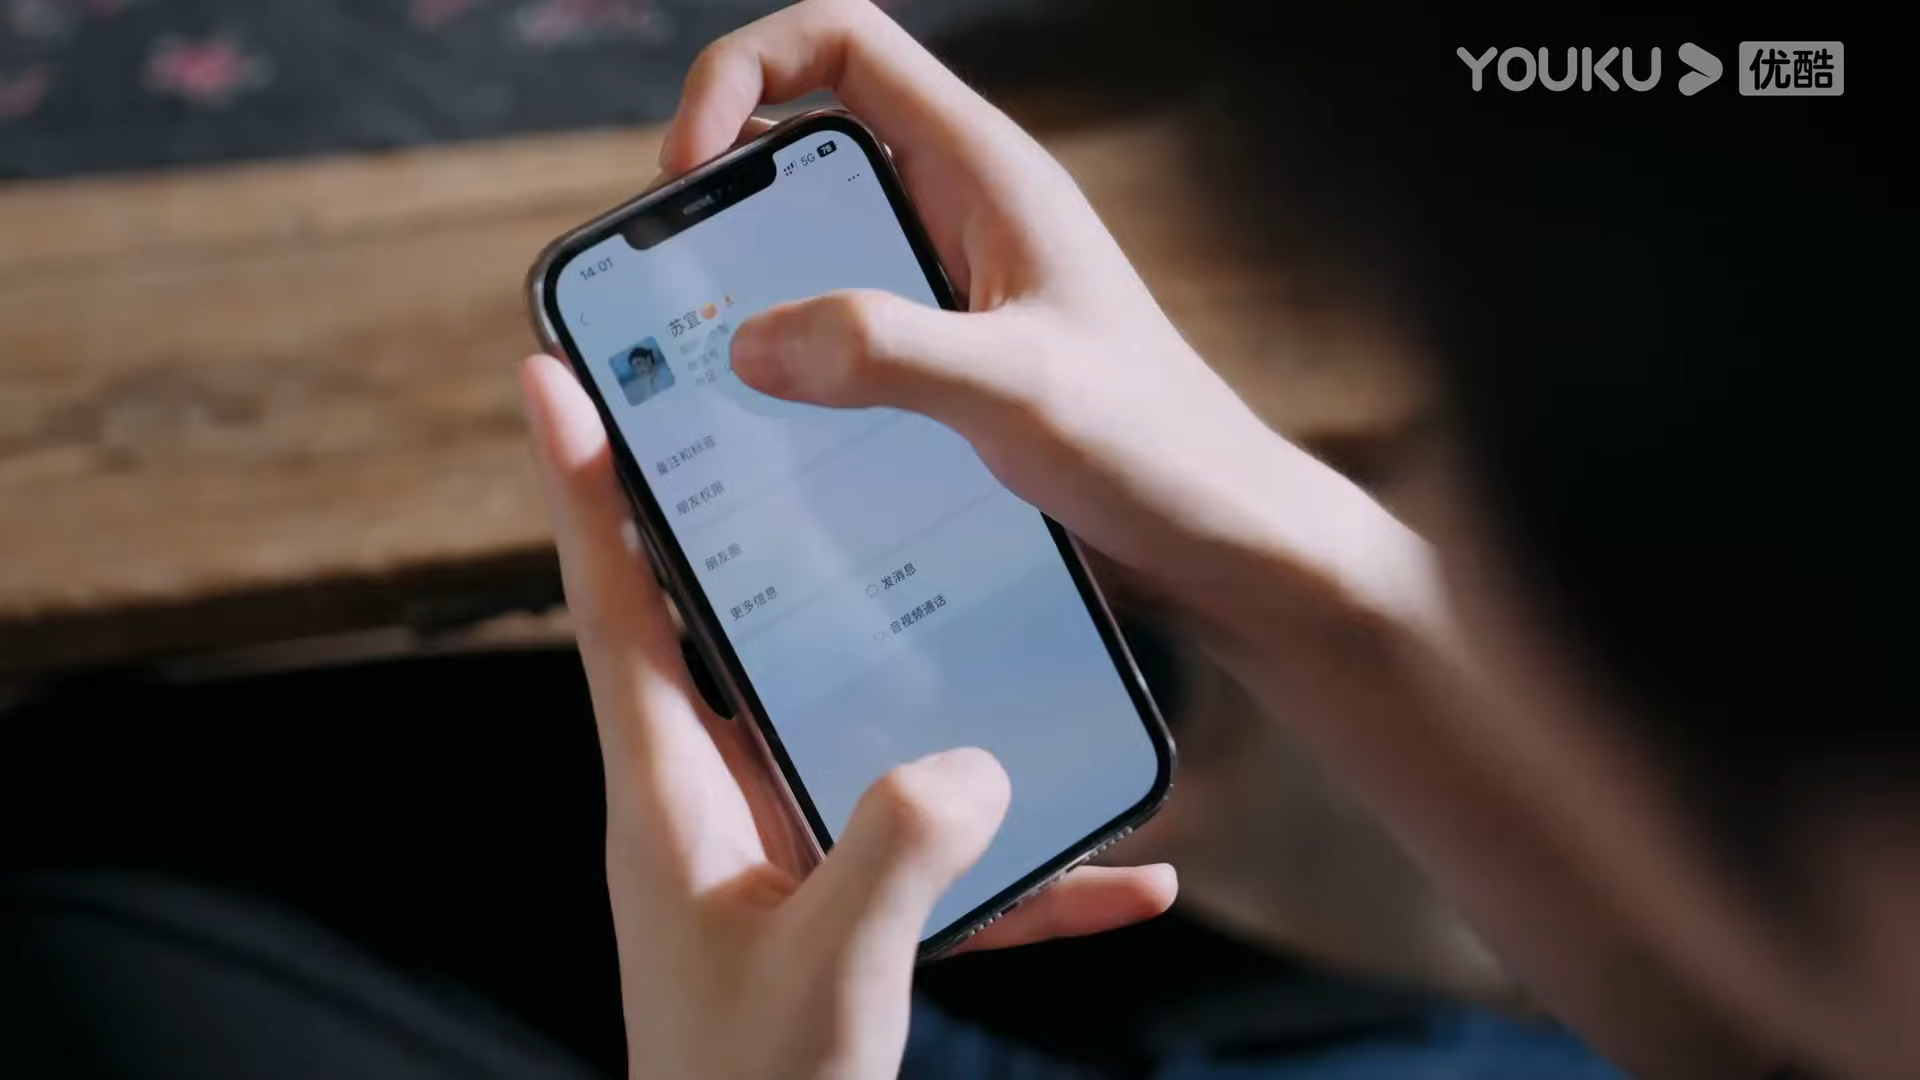 YOUKU 优酷
5G 78
14:01
苏宜
备注和标签
朋友权限
朋友圈
更多信息
发消息
音视频通话